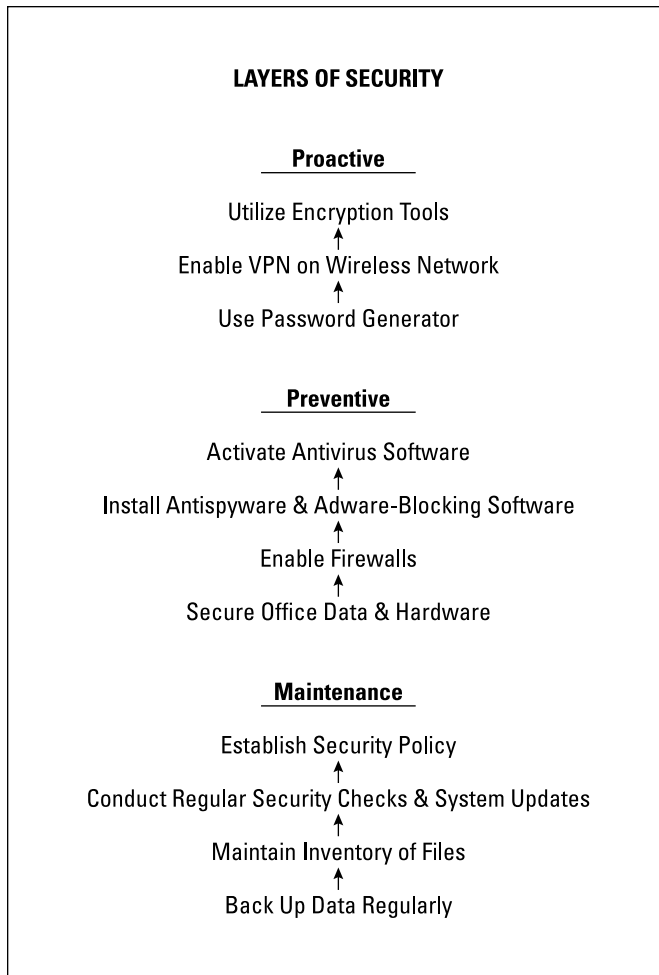 LAYERS OF SECURITY
Proactive
Utilize Encryption Tools
Enable VPN on Wireless Network
Use Password Generator
Preventive
Activate Antivirus Software
Install Antispyware & Adware-Blocking Software
Enable Firewalls
Secure Office Data & Hardware
Maintenance
Establish Security Policy
Conduct Regular Security Checks & System Updates
Maintain Inventory of Files
Back Up Data Regularly